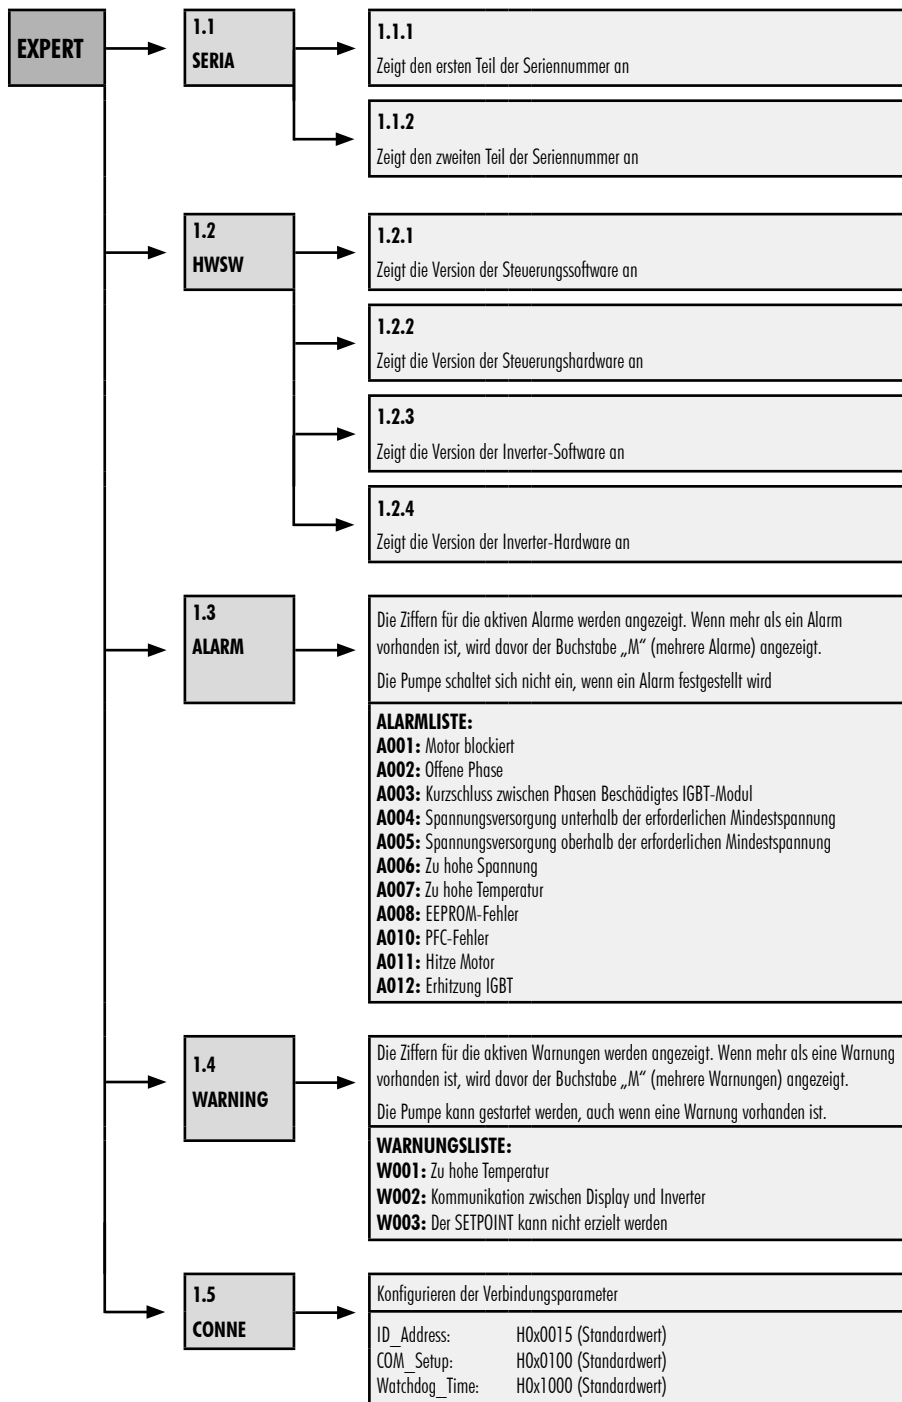 EXPERT
1.1
SERIA
1.1.1
Zeigt den ersten Teil der Seriennummer an
1.1.2
Zeigt den zweiten Teil der Seriennummer an
1.2
HWSW
1.2.1
Zeigt die Version der Steuerungssoftware an
1.2.2
Zeigt die Version der Steuerungshardware an
1.2.3
Zeigt die Version der Inverter-Software an
1.2.4
Zeigt die Version der Inverter-Hardware an
1.3
ALARM
Die Ziffern für die aktiven Alarme werden angezeigt. Wenn mehr als ein Alarm
vorhanden ist, wird davor der Buchstabe „M“ (mehrere Alarme) angezeigt.
Die Pumpe schaltet sich nicht ein, wenn ein Alarm festgestellt wird
ALARMLISTE:
A001: Motor blockiert
A002: Offene Phase
A003: Kurzschluss zwischen Phasen Beschädigtes IGBT-Modul
A004: Spannungsversorgung unterhalb der erforderlichen Mindestspannung
A005: Spannungsversorgung oberhalb der erforderlichen Mindestspannung
A006: Zu hohe Spannung
A007: Zu hohe Temperatur
A008: EEPROM-Fehler
A010: PFC-Fehler
A011: Hitze Motor
A012: Erhitzung IGBT
1.4
WARNING
Die Ziffern für die aktiven Warnungen werden angezeigt. Wenn mehr als eine Warnung
vorhanden ist, wird davor der Buchstabe „M“ (mehrere Warnungen) angezeigt.
Die Pumpe kann gestartet werden, auch wenn eine Warnung vorhanden ist.
WARNUNGSLISTE:
W001: Zu hohe Temperatur
W002: Kommunikation zwischen Display und Inverter
W003: Der SETPOINT kann nicht erzielt werden
1.5
CONNE
Konfigurieren der Verbindungsparameter
ID_Address: H0x0015 (Standardwert)
COM_Setup: H0x0100 (Standardwert)
Watchdog_Time: H0x1000 (Standardwert)